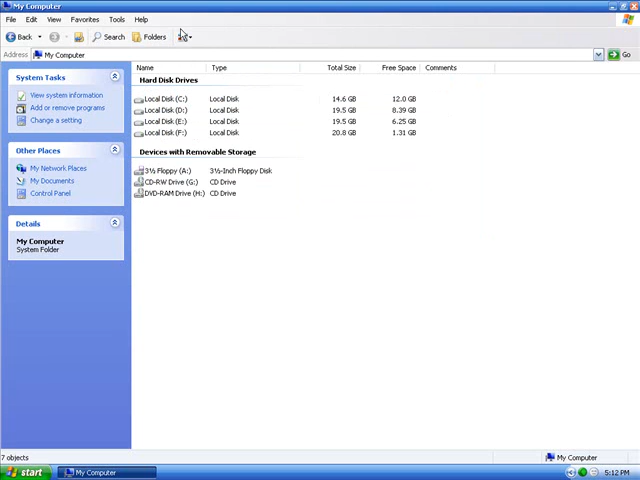 My Computer
File Edit View Favorites Tools Help
Back Search Folders
Address My Computer Go
System Tasks
View system information
Add or remove programs
Change a setting
Other Places
My Network Places
My Documents
Control Panel
Details
My Computer
System Folder
Name Type Total Size Free Space Comments
Hard Disk Drives
Local Disk (C:) Local Disk 14.6 GB 12.0 GB
Local Disk (D:) Local Disk 19.5 GB 8.39 GB
Local Disk (E:) Local Disk 19.5 GB 6.25 GB
Local Disk (F:) Local Disk 20.8 GB 1.31 GB
Devices with Removable Storage
3½ Floppy (A:) 3½-Inch Floppy Disk
CD-RW Drive (G:) CD Drive
DVD-RAM Drive (H:) CD Drive
7 objects My Computer
start My Computer 5:12 PM